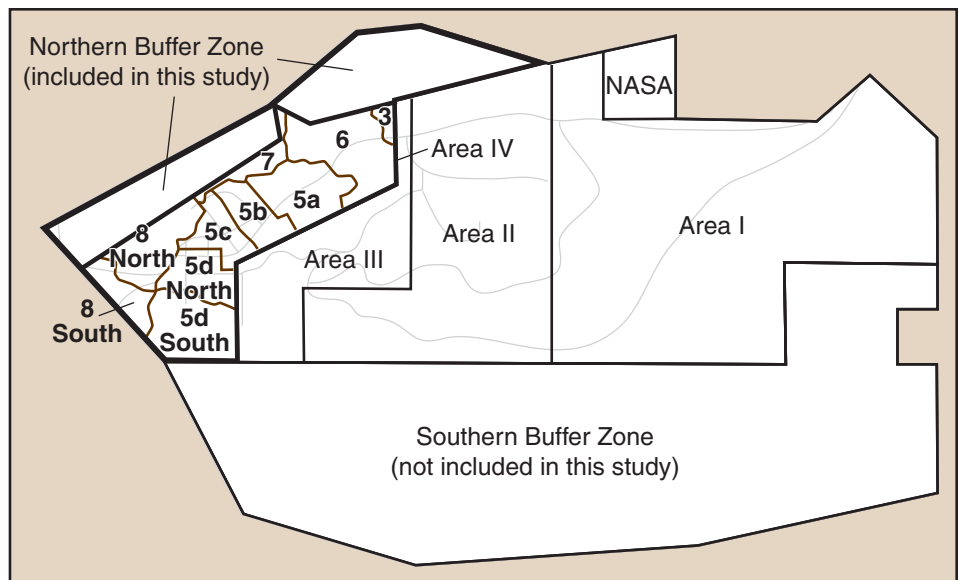 Northern Buffer Zone
(included in this study)
NASA
3
6
Area IV
7
5a
5b
5c
8
North
Area II
Area I
Area III
5d
North
8
South
5d
South
Southern Buffer Zone
(not included in this study)